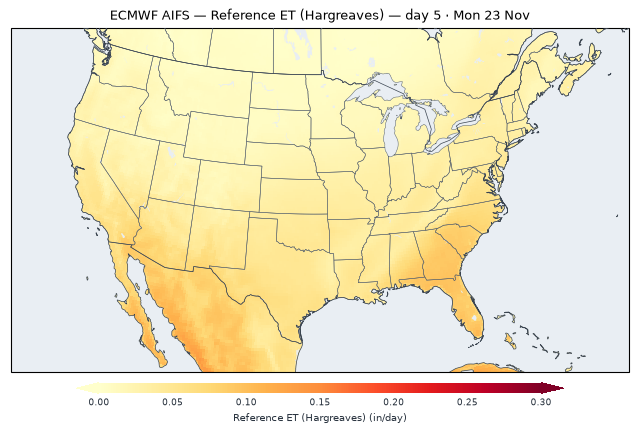 ECMWF AIFS — Reference ET (Hargreaves) — day 5 · Mon 23 Nov
0.00 0.05 0.10 0.15 0.20 0.25 0.30
Reference ET (Hargreaves) (in/day)